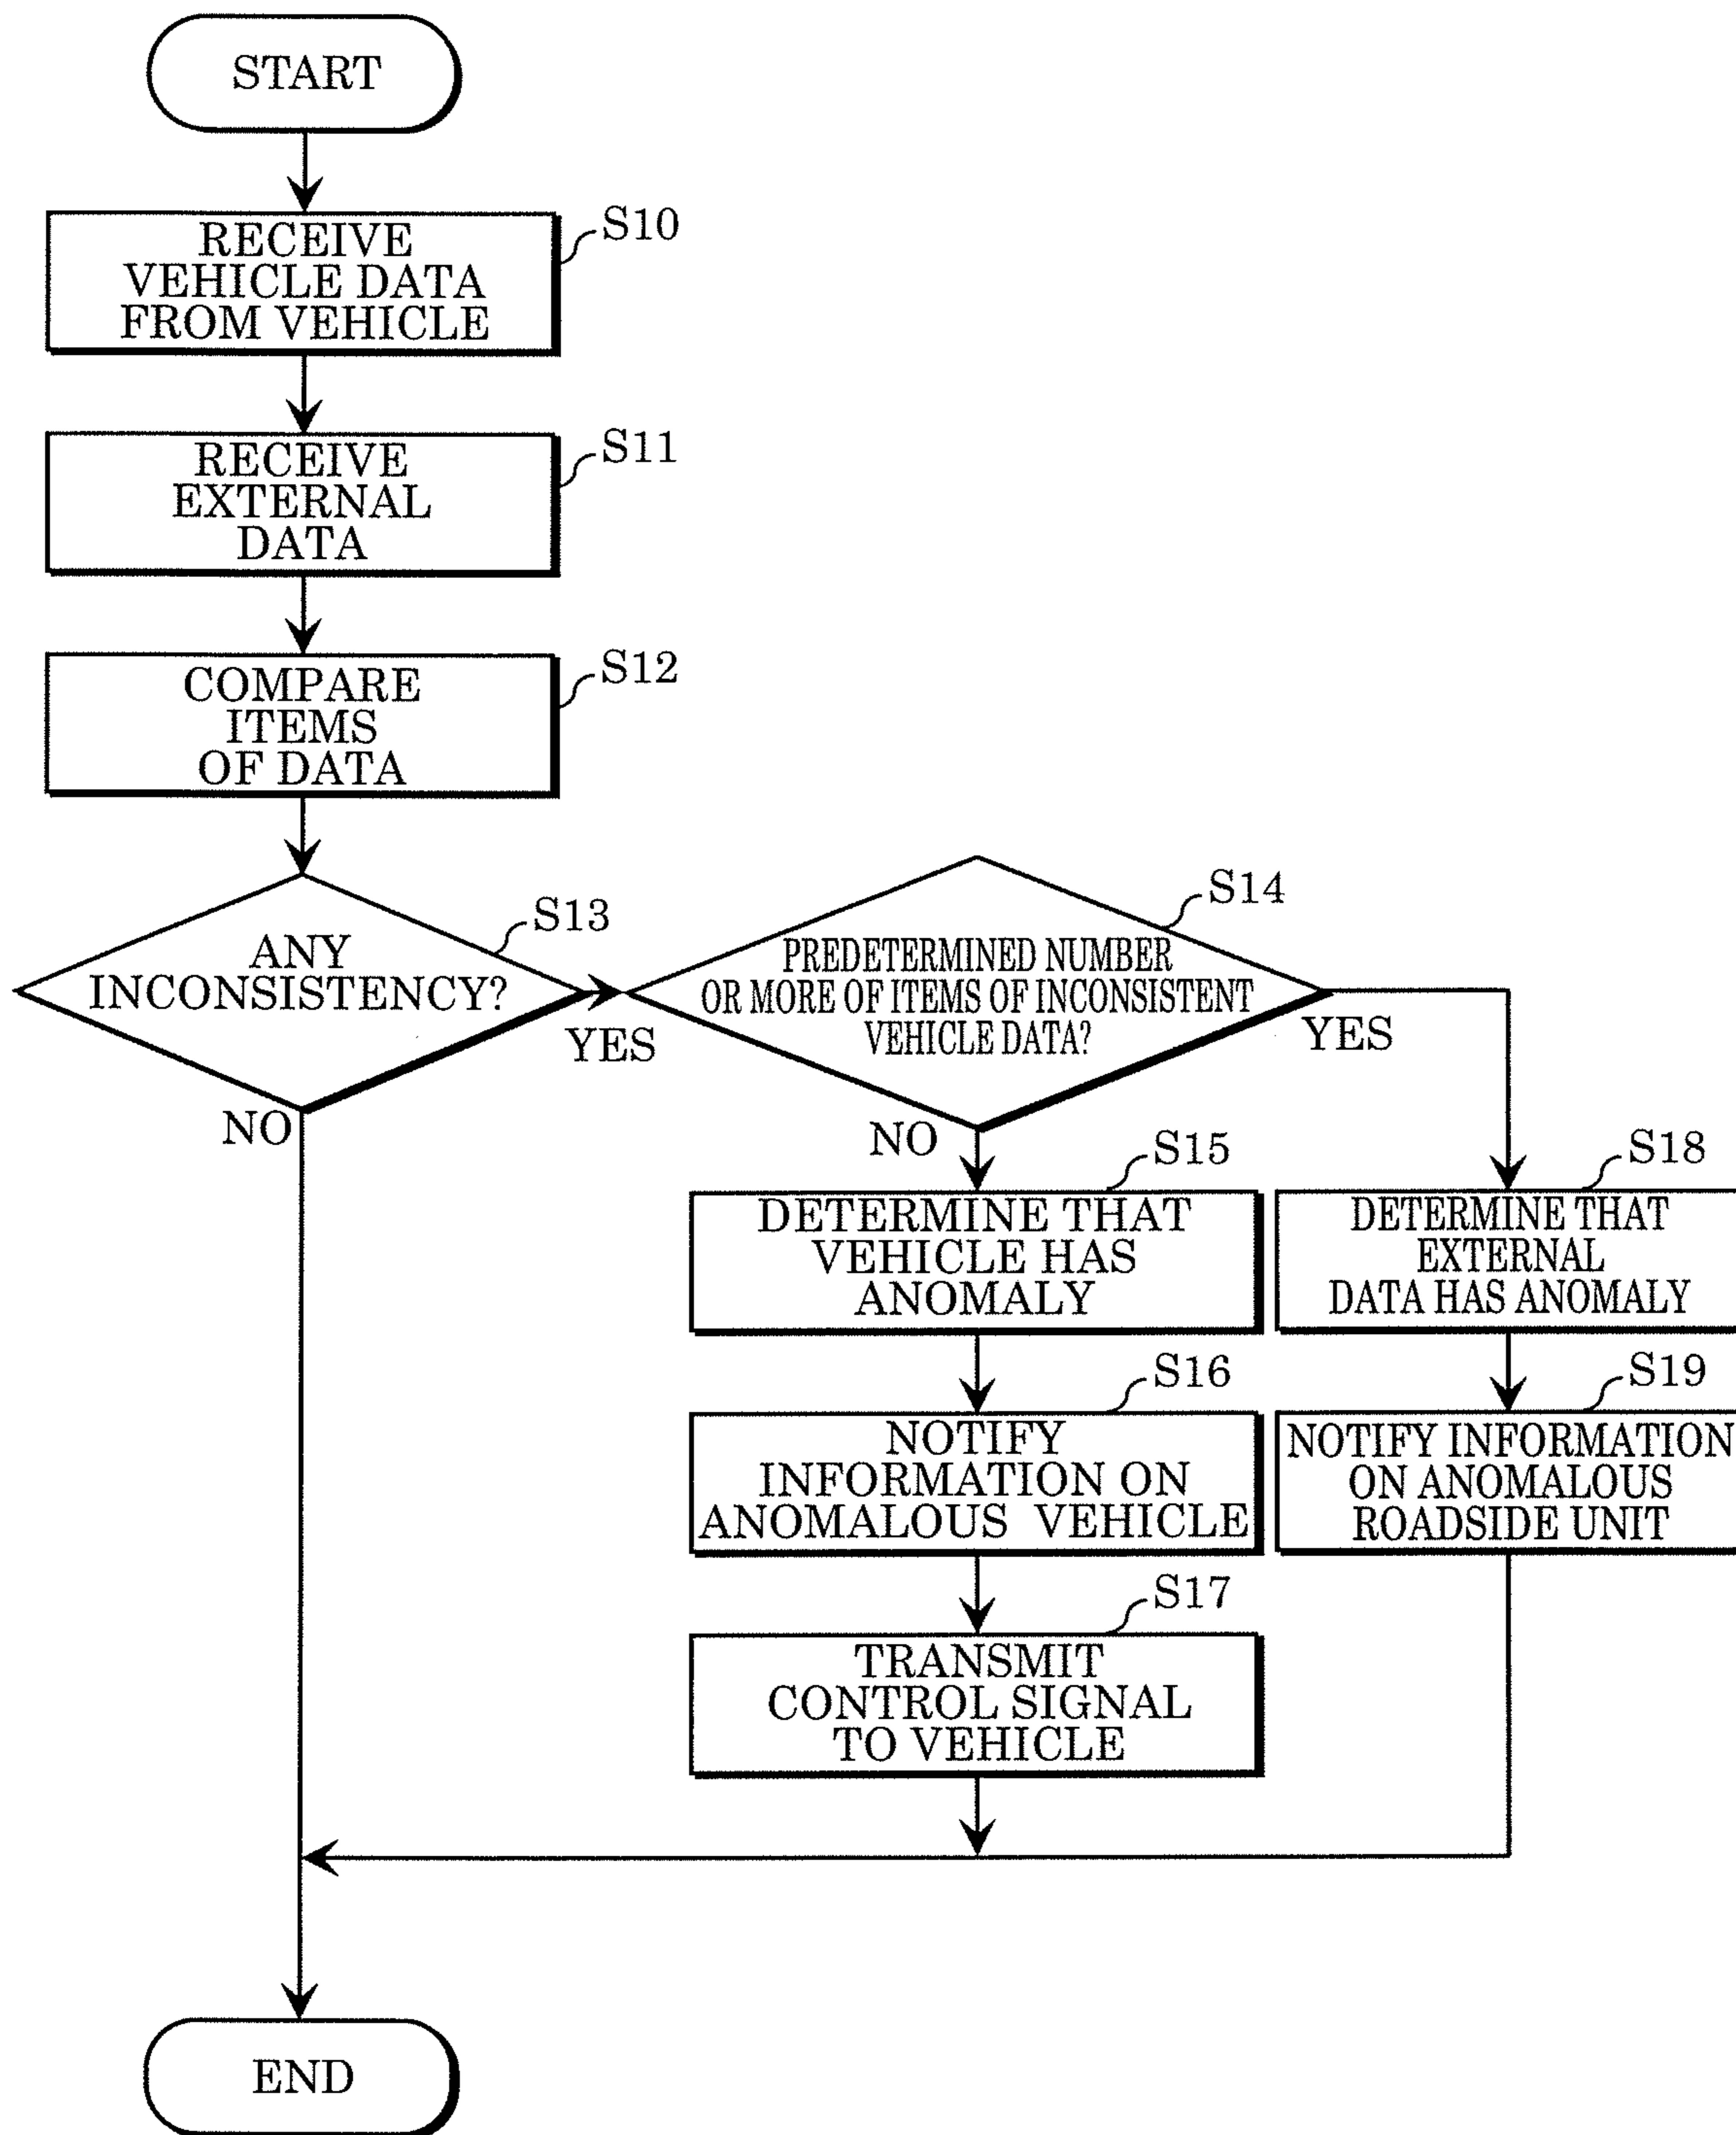 START
S10
RECEIVE
VEHICLE DATA
FROM VEHICLE
S11
RECEIVE
EXTERNAL
DATA
S12
COMPARE
ITEMS
OF DATA
S13
ANY
INCONSISTENCY?
YES
NO
S14
PREDETERMINED NUMBER
OR MORE OF ITEMS OF INCONSISTENT
VEHICLE DATA?
YES
NO
S15
DETERMINE THAT
VEHICLE HAS
ANOMALY
S18
DETERMINE THAT
EXTERNAL
DATA HAS ANOMALY
S16
NOTIFY
INFORMATION ON
ANOMALOUS VEHICLE
S19
NOTIFY INFORMATION
ON ANOMALOUS
ROADSIDE UNIT
S17
TRANSMIT
CONTROL SIGNAL
TO VEHICLE
END